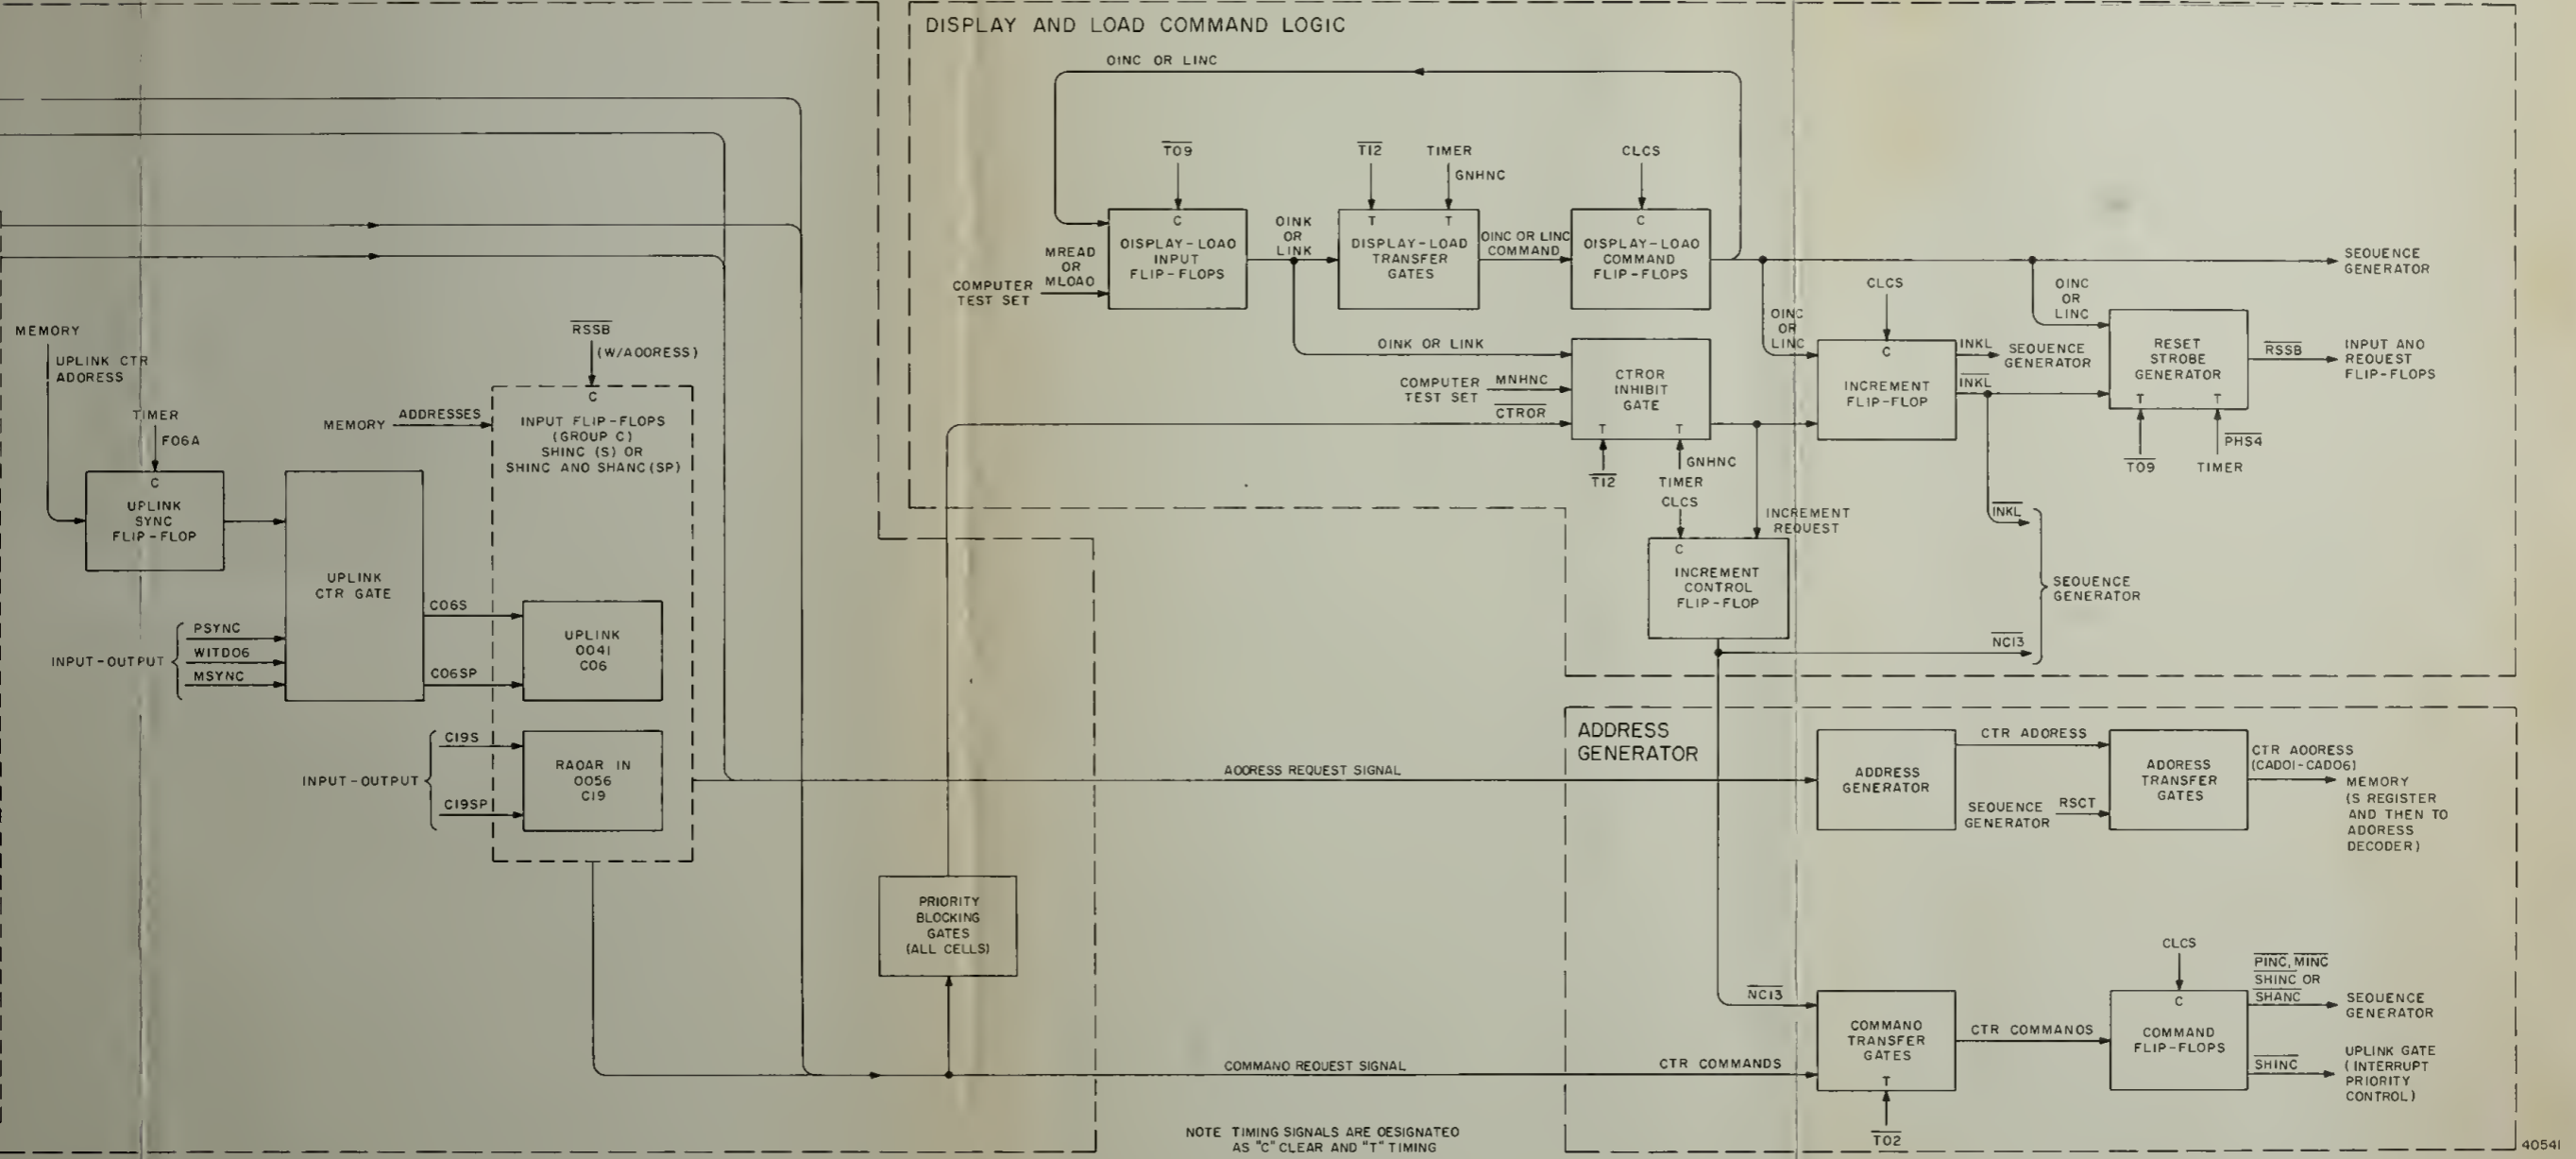 DISPLAY AND LOAD COMMAND LOGIC
OINC OR LINC
T09
T12
TIMER
GNHNC
CLCS
C
OISPLAY-LOAO
INPUT
FLIP-FLOPS
MREAD
OR
MLOAO
COMPUTER
TEST SET
OINK
OR
LINK
T
T
DISPLAY-LOAD
TRANSFER
GATES
OINC OR LINC
COMMAND
C
OISPLAY-LOAO
COMMAND
FLIP-FLOPS
SEQUENCE
GENERATOR
OINC
OR
LINC
CLCS
OINC
OR
LINC
OINK OR LINK
COMPUTER
TEST SET
MNHNC
CTROR
CTROR
INHIBIT
GATE
T
T
T12
GNHNC
TIMER
C
INCREMENT
FLIP-FLOP
INKL
SEQUENCE
GENERATOR
INKL
RESET
STROBE
GENERATOR
T
T
T09
PHS4
TIMER
RSSB
INPUT ANO
REQUEST
FLIP-FLOPS
CLCS
INCREMENT
REQUEST
C
INCREMENT
CONTROL
FLIP-FLOP
INKL
NC13
SEQUENCE
GENERATOR
MEMORY
UPLINK CTR
ADORESS
TIMER
F06A
C
UPLINK
SYNC
FLIP-FLOP
UPLINK
CTR GATE
INPUT-OUTPUT
PSYNC
WITD06
MSYNC
RSSB
(W/AOORESS)
C
MEMORY
ADDRESSES
INPUT FLIP-FLOPS
(GROUP C)
SHINC (S) OR
SHINC AND SHANC (SP)
C06S
C06SP
UPLINK
0041
C06
INPUT-OUTPUT
C19S
C19SP
RAOAR IN
0056
C19
PRIORITY
BLOCKING
GATES
(ALL CELLS)
AOORESS REQUEST SIGNAL
COMMANO REQUEST SIGNAL
ADDRESS
GENERATOR
ADDRESS
GENERATOR
CTR ADORESS
SEQUENCE
GENERATOR
RSCT
AODRESS
TRANSFER
GATES
CTR AOORESS
(CADO1-CADO6)
MEMORY
(S REGISTER
AND THEN TO
ADORESS
DECODER)
NC13
CTR COMMANDS
COMMANO
TRANSFER
GATES
T
T02
CTR COMMANOS
CLCS
C
COMMAND
FLIP-FLOPS
PINC, MINC
SHINC OR
SHANC
SEQUENCE
GENERATOR
SHINC
UPLINK GATE
(INTERRUPT
PRIORITY
CONTROL)
NOTE TIMING SIGNALS ARE OESIGNATEO
AS "C" CLEAR AND "T" TIMING
40541